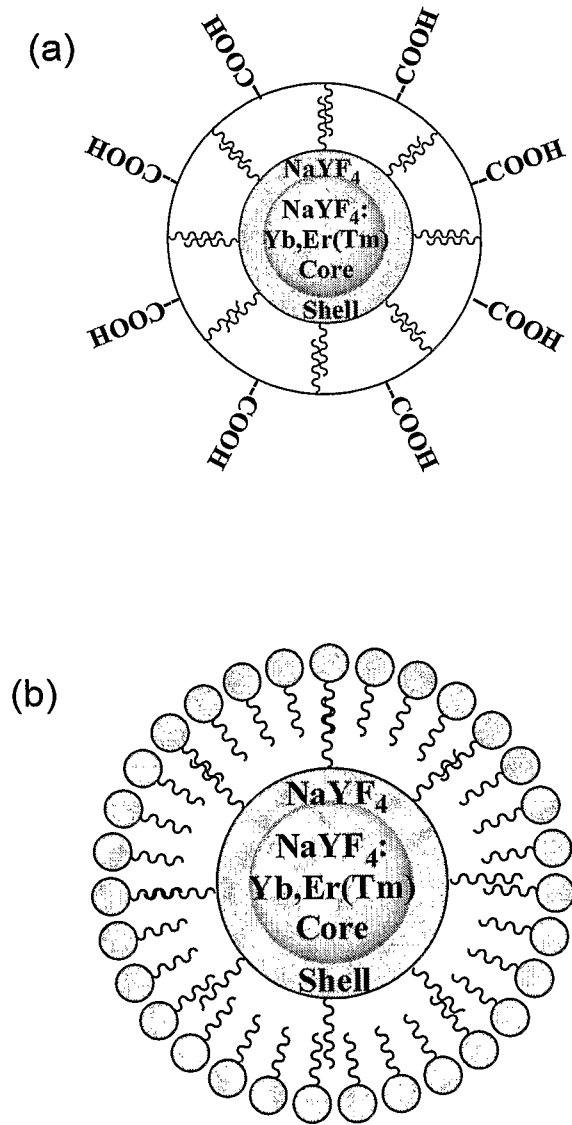 (a)
COOH
COOH
COOH
COOH
NaYF₄
NaYF₄:
Yb,Er(Tm)
Core
Shell
COOH
COOH
COOH
COOH
(b)
NaYF₄
NaYF₄:
Yb,Er(Tm)
Core
Shell